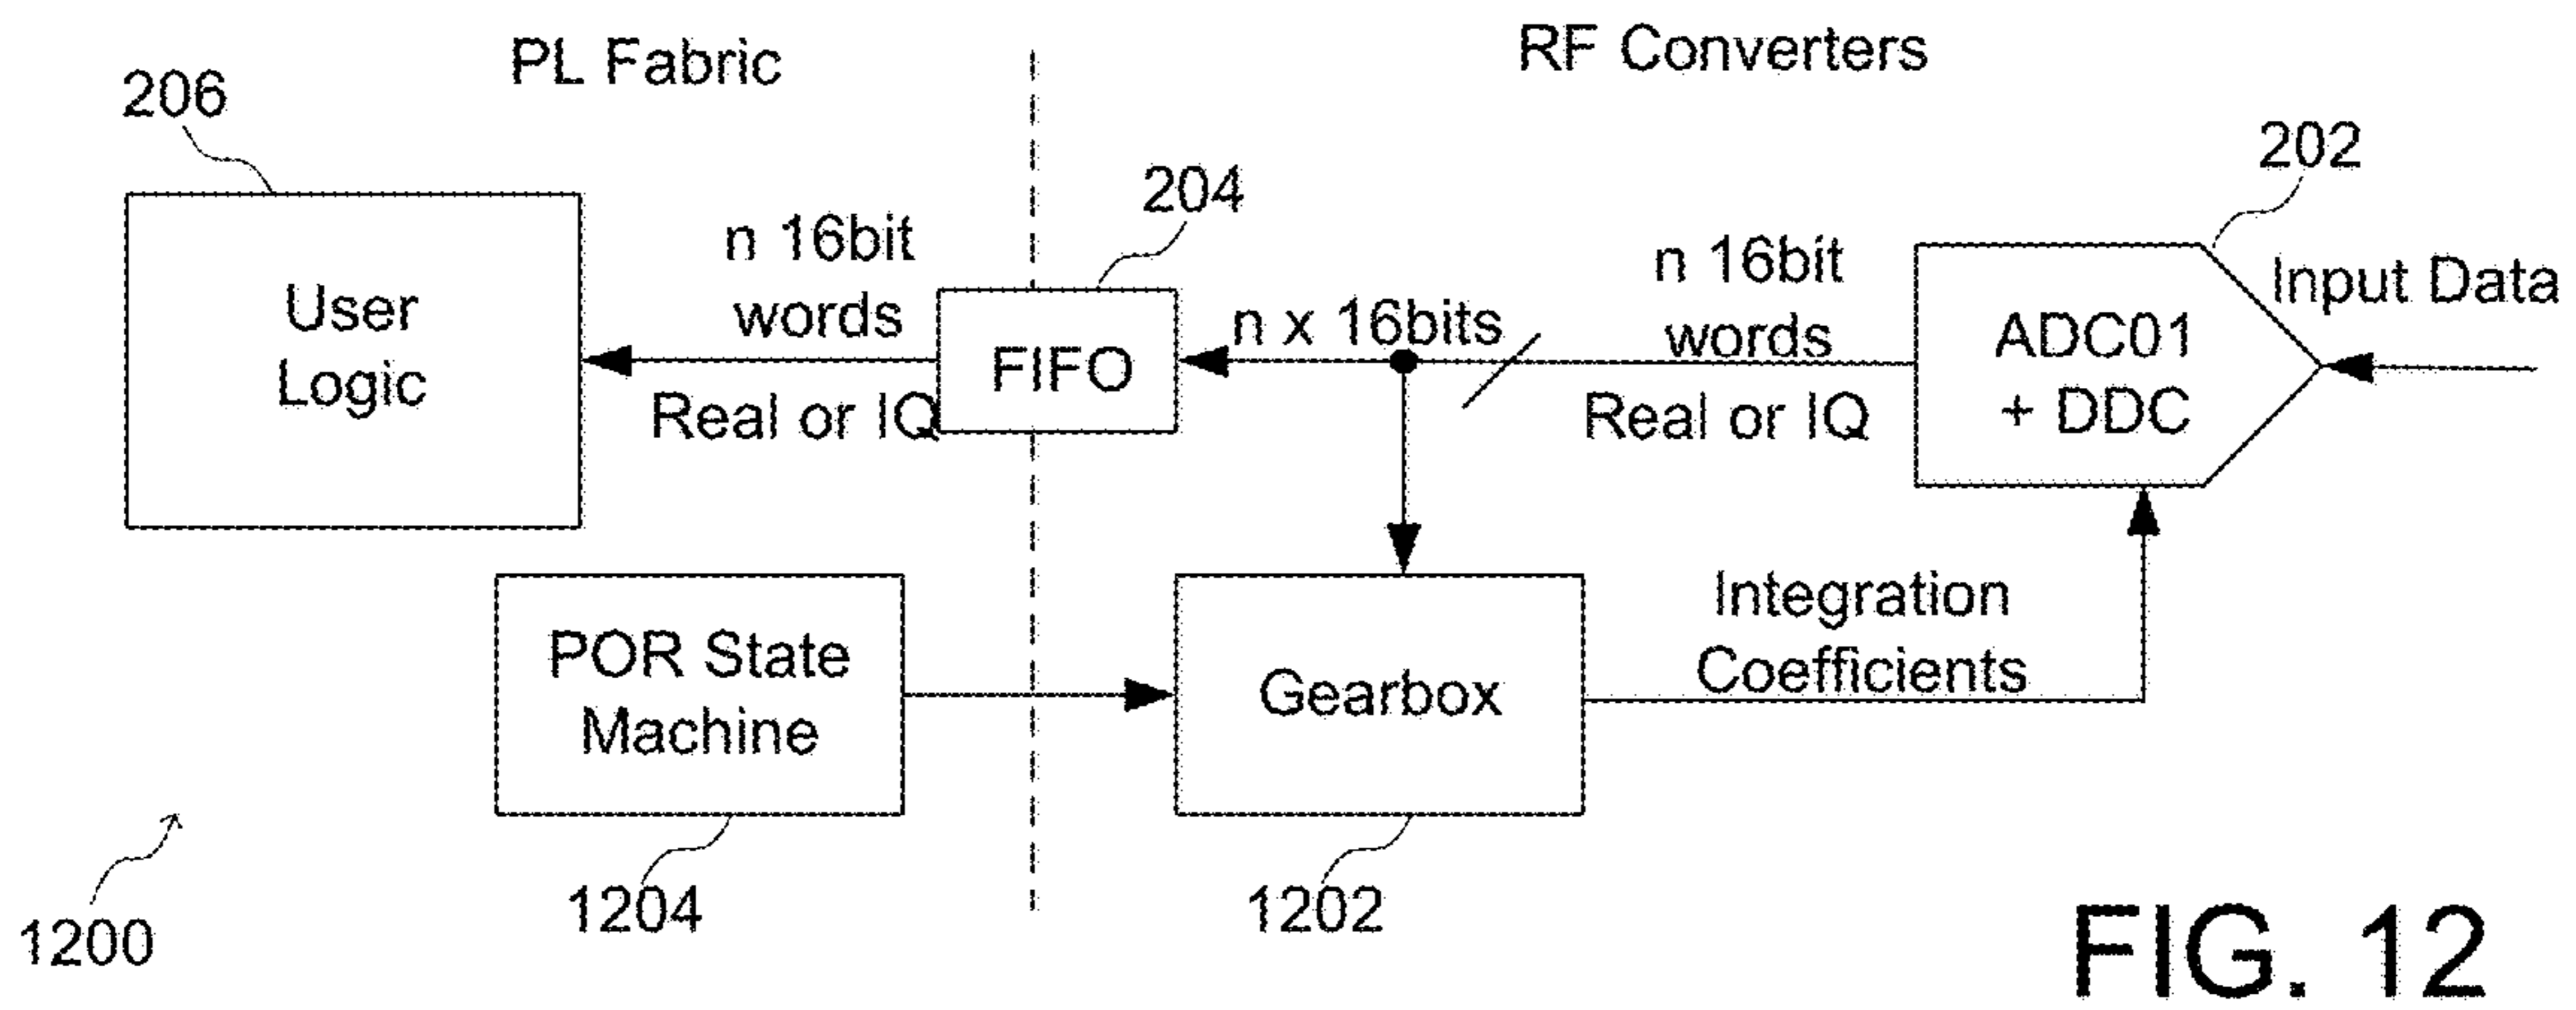 PL Fabric
RF Converters
206
204
202
n 16bit
words
Real or IQ
n x 16bits
n 16bit
words
Real or IQ
Input Data
User
Logic
FIFO
ADC01
+ DDC
POR State
Machine
Gearbox
Integration
Coefficients
1200
1204
1202
FIG. 12